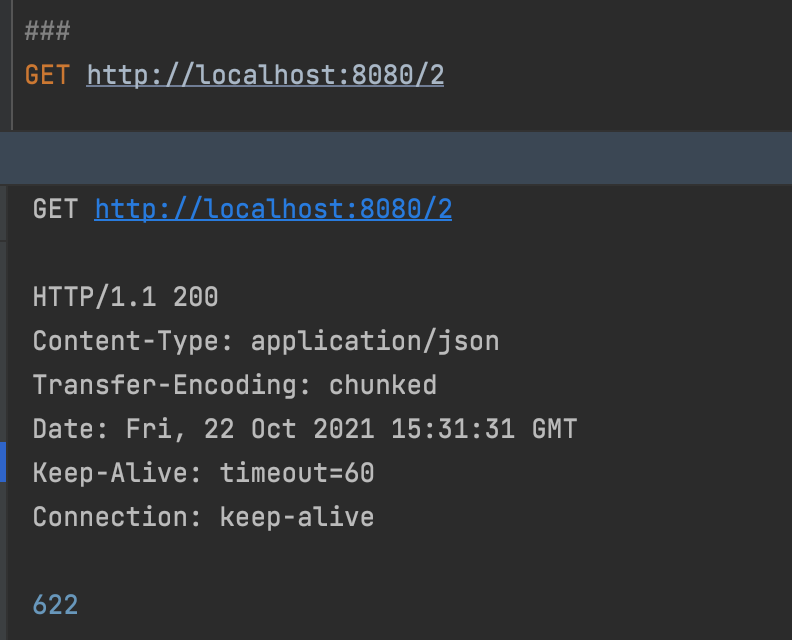 ###
GET http://localhost:8080/2
GET http://localhost:8080/2
HTTP/1.1 200
Content-Type: application/json
Transfer-Encoding: chunked
Date: Fri, 22 Oct 2021 15:31:31 GMT
Keep-Alive: timeout=60
Connection: keep-alive
622